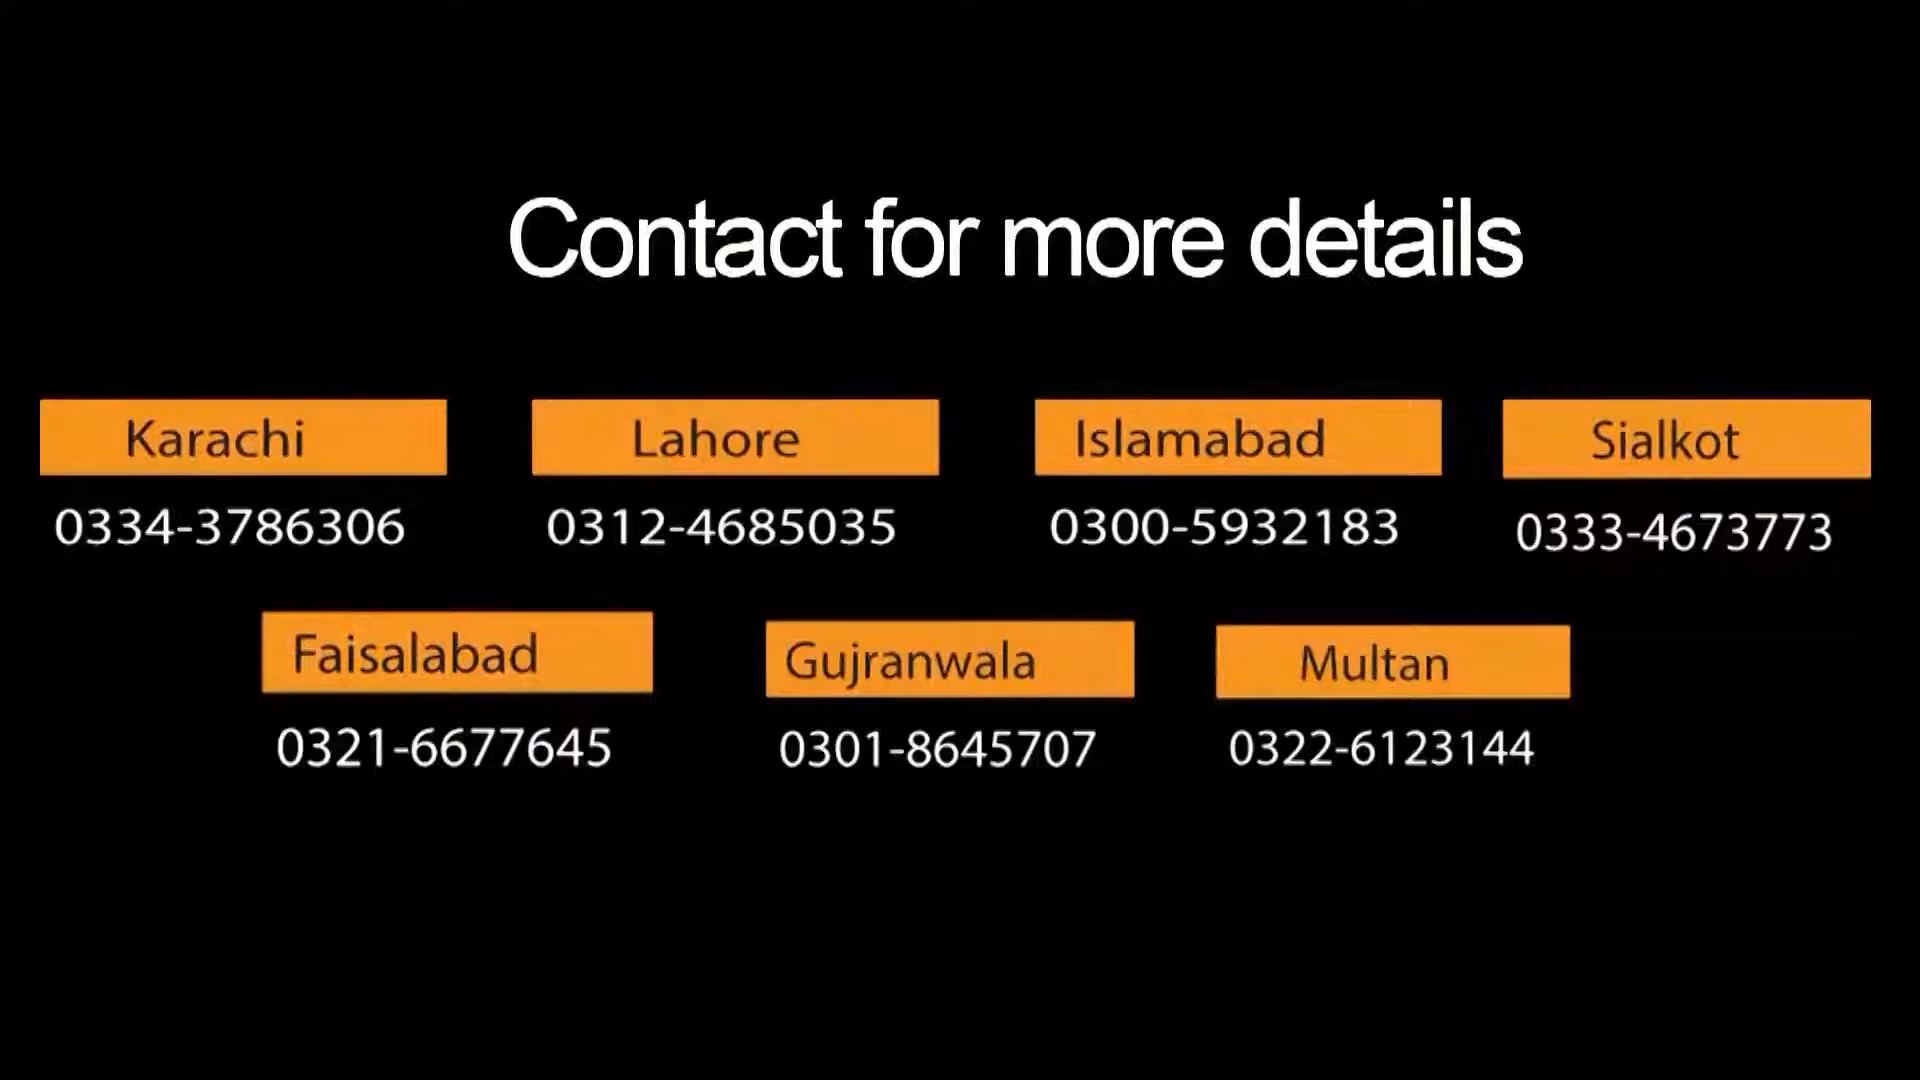 Contact for more details
Karachi Lahore Islamabad Sialkot
0334-3786306 0312-4685035 0300-5932183 0333-4673773
Faisalabad Gujranwala Multan
0321-6677645 0301-8645707 0322-6123144